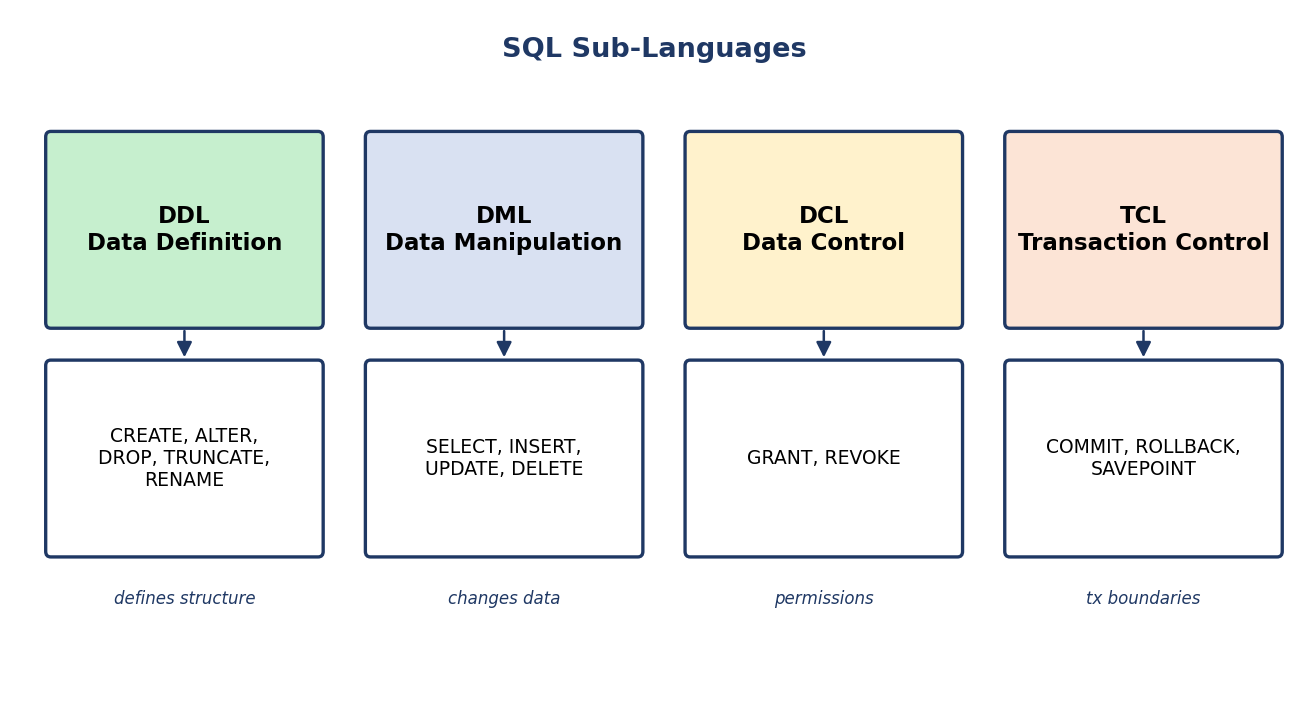 SQL Sub-Languages
DDL
Data Definition
DML
Data Manipulation
DCL
Data Control
TCL
Transaction Control
CREATE, ALTER,
DROP, TRUNCATE,
RENAME
SELECT, INSERT,
UPDATE, DELETE
GRANT, REVOKE
COMMIT, ROLLBACK,
SAVEPOINT
defines structure
changes data
permissions
tx boundaries